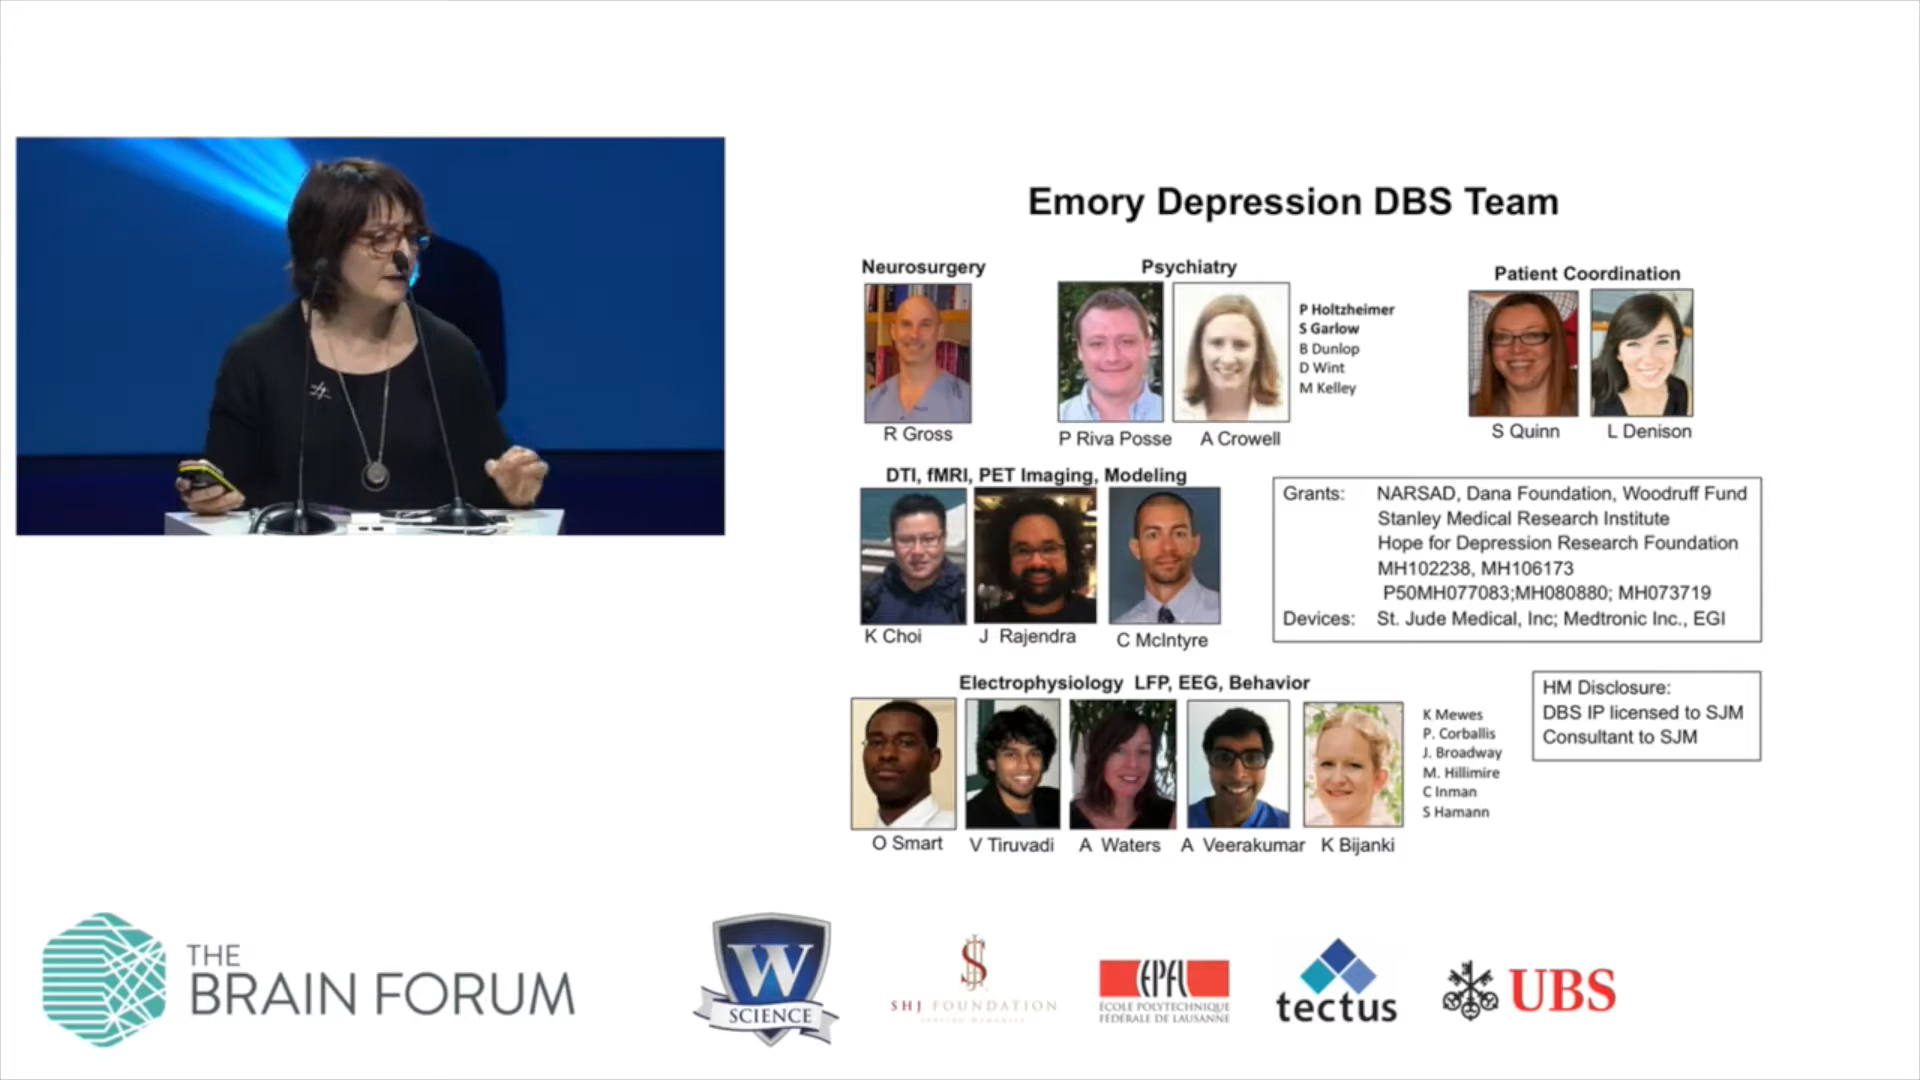 Emory Depression DBS Team
Neurosurgery
R Gross
Psychiatry
P Riva Posse
A Crowell
P Holtzheimer
S Garlow
B Dunlop
D Wint
M Kelley
Patient Coordination
S Quinn
L Denison
DTI, fMRI, PET Imaging, Modeling
K Choi
J Rajendra
C McIntyre
Grants: NARSAD, Dana Foundation, Woodruff Fund
Stanley Medical Research Institute
Hope for Depression Research Foundation
MH102238, MH106173
P50MH077083;MH080880; MH073719
Devices: St. Jude Medical, Inc; Medtronic Inc., EGI
Electrophysiology LFP, EEG, Behavior
O Smart
V Tiruvadi
A Waters
A Veerakumar
K Bijanki
K Mewes
P. Corballis
J. Broadway
M. Hillimire
C Inman
S Hamann
HM Disclosure:
DBS IP licensed to SJM
Consultant to SJM
THE
BRAIN FORUM
W
SCIENCE
SHJ FOUNDATION
EPFL
ÉCOLE POLYTECHNIQUE
FÉDÉRALE DE LAUSANNE
tectus
UBS